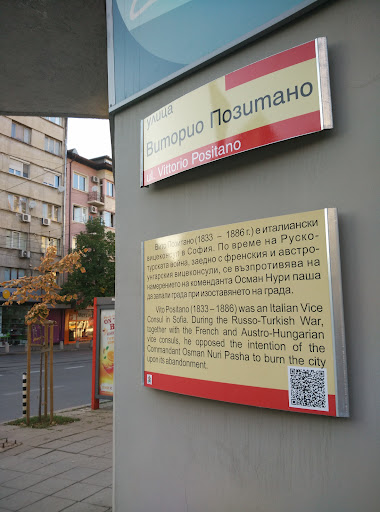 улица
Виторио Позитано
ul. Vittorio Positano
Вито Позитано (1833 – 1886 г.) е италиански
вицеконсул в София. По време на Руско-
турската война, заедно с френския и австро-
унгарския вицеконсули, се възпротивява на
намерението на коменданта Осман Нури паша
да запали града при изоставянето на града.
Vito Positano (1833 – 1886) was an Italian Vice
Consul in Sofia. During the Russo-Turkish War,
together with the French and Austro-Hungarian
vice consuls, he opposed the intention of the
Commandant Osman Nuri Pasha to burn the city
upon its abandonment.